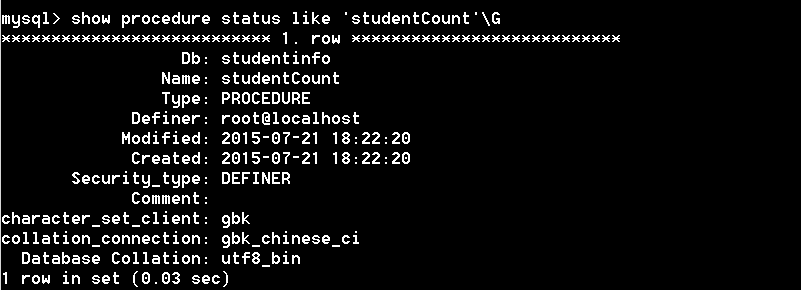 mysql> show procedure status like 'studentCount'\G
*************************** 1. row ***************************
Db: studentinfo
Name: studentCount
Type: PROCEDURE
Definer: root@localhost
Modified: 2015-07-21 18:22:20
Created: 2015-07-21 18:22:20
Security_type: DEFINER
Comment:
character_set_client: gbk
collation_connection: gbk_chinese_ci
Database Collation: utf8_bin
1 row in set (0.03 sec)